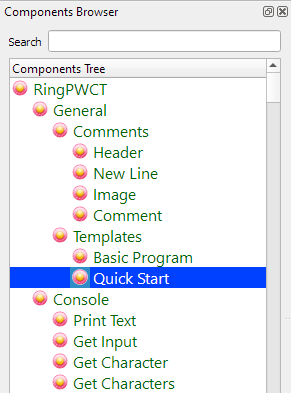 Components Browser
Search
Components Tree
RingPWCT
General
Comments
Header
New Line
Image
Comment
Templates
Basic Program
Quick Start
Console
Print Text
Get Input
Get Character
Get Characters